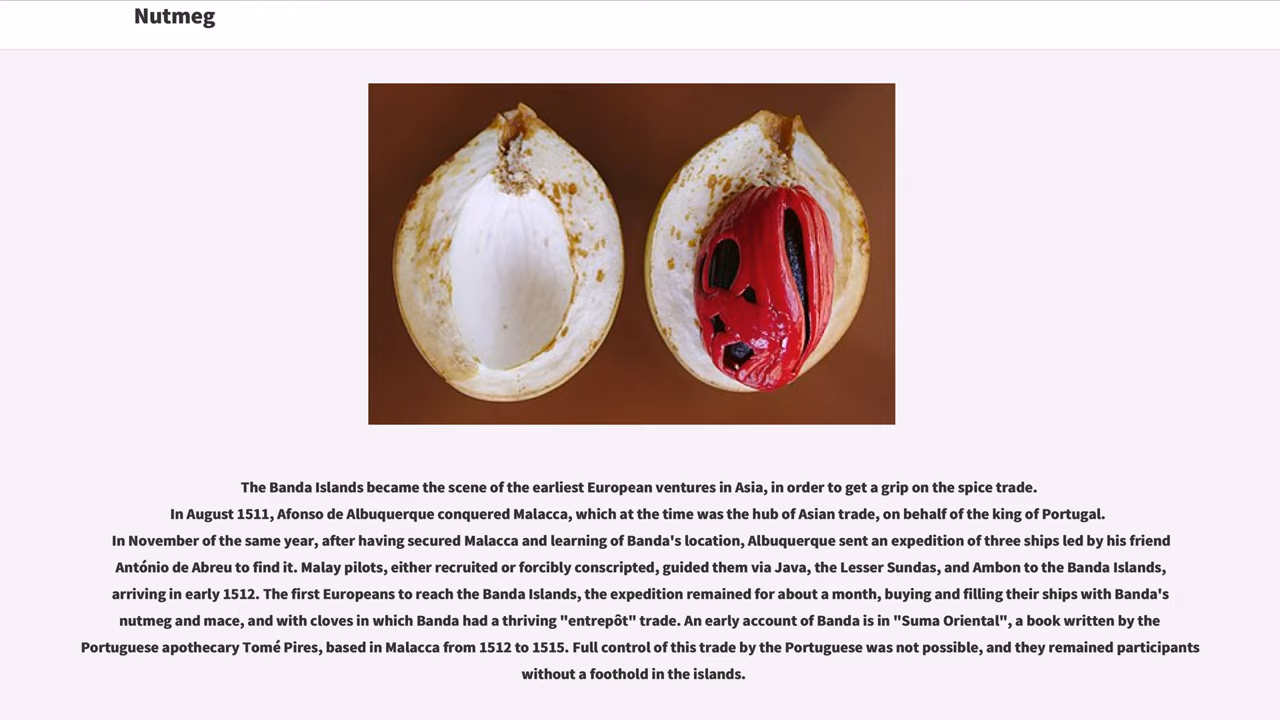 Nutmeg
The Banda Islands became the scene of the earliest European ventures in Asia, in order to get a grip on the spice trade.
In August 1511, Afonso de Albuquerque conquered Malacca, which at the time was the hub of Asian trade, on behalf of the king of Portugal.
In November of the same year, after having secured Malacca and learning of Banda's location, Albuquerque sent an expedition of three ships led by his friend
António de Abreu to find it. Malay pilots, either recruited or forcibly conscripted, guided them via Java, the Lesser Sundas, and Ambon to the Banda Islands,
arriving in early 1512. The first Europeans to reach the Banda Islands, the expedition remained for about a month, buying and filling their ships with Banda's
nutmeg and mace, and with cloves in which Banda had a thriving "entrepôt" trade. An early account of Banda is in "Suma Oriental", a book written by the
Portuguese apothecary Tomé Pires, based in Malacca from 1512 to 1515. Full control of this trade by the Portuguese was not possible, and they remained participants
without a foothold in the islands.